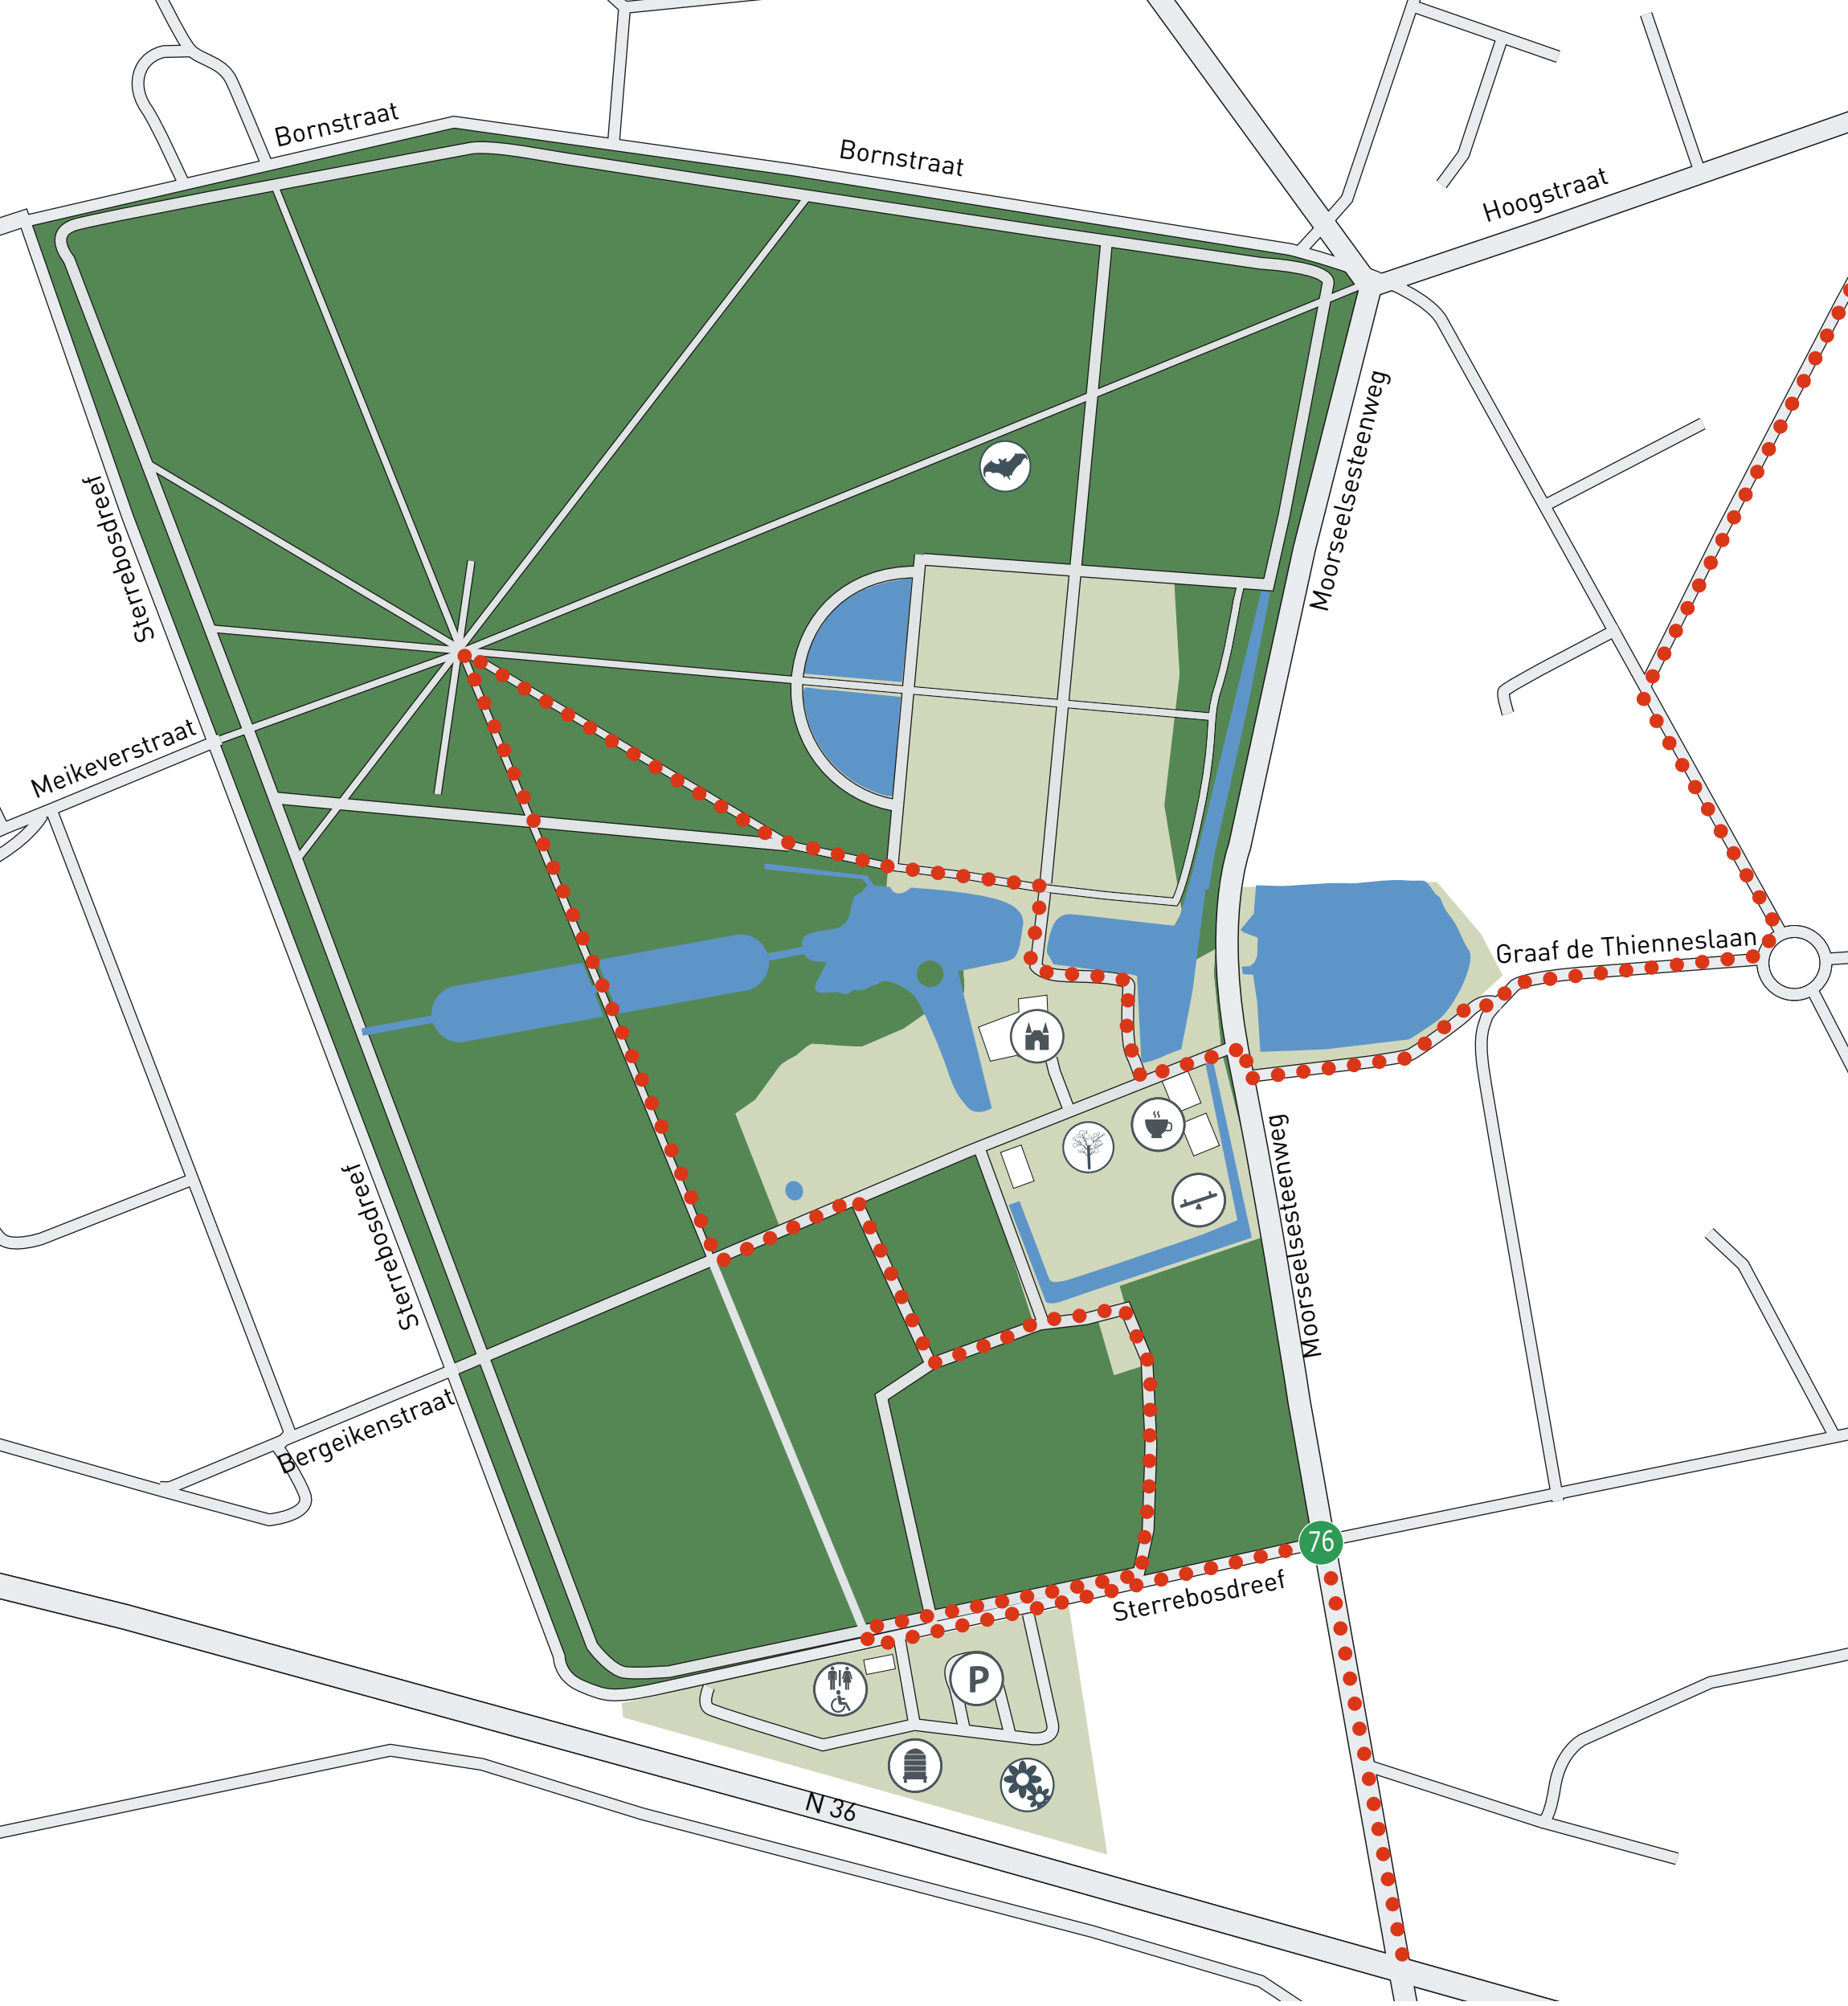 Bornstraat
Bornstraat
Hoogstraat
Moorseelsesteenweg
Sterrebosdreef
Meikeverstraat
Graaf de Thienneslaan
Moorseelsesteenweg
Sterrebosdreef
Bergeikenstraat
76
Sterrebosdreef
P
N 36